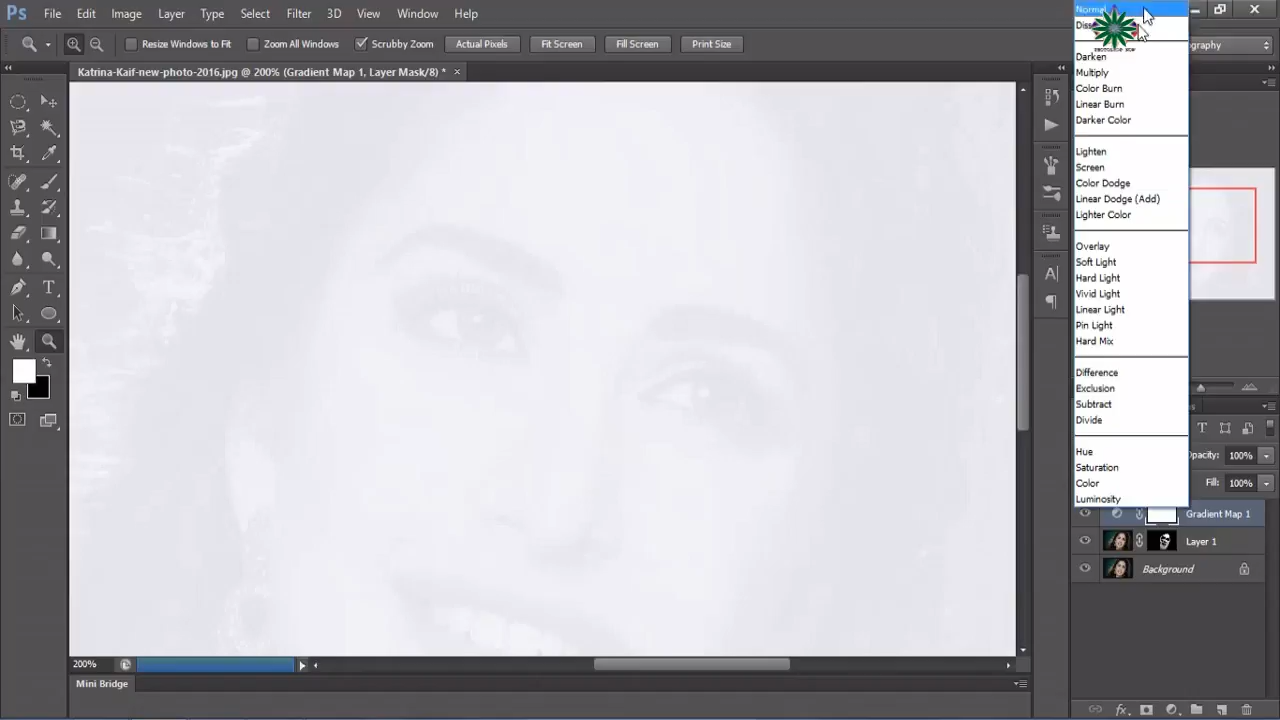 Ps File Edit Image Layer Type Select Filter 3D View Window Help
Resize Windows to Fit Zoom All Windows Scrubby Zoom Actual Pixels Fit Screen Fill Screen Print Size
Katrina-Kaif-new-photo-2016.jpg @ 200% (Gradient Map 1, Layer Mask/8) *
Normal
Darken
Multiply
Color Burn
Linear Burn
Darker Color
Lighten
Screen
Color Dodge
Linear Dodge (Add)
Lighter Color
Overlay
Soft Light
Hard Light
Vivid Light
Linear Light
Pin Light
Hard Mix
Difference
Exclusion
Subtract
Divide
Hue
Saturation
Color
Luminosity
Opacity: 100%
Fill: 100%
Gradient Map 1
Layer 1
Background
200%
Mini Bridge